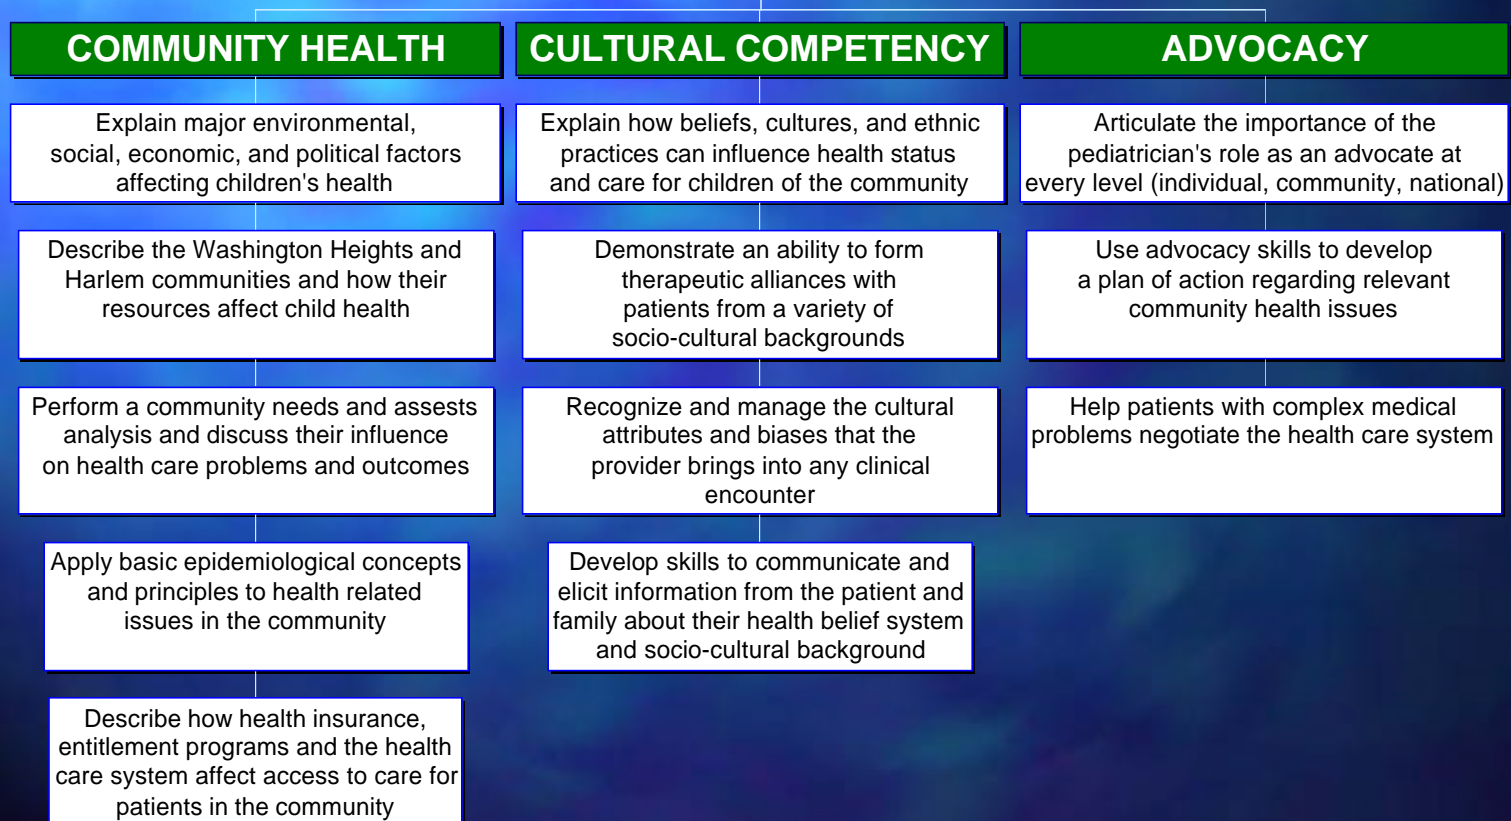 COMMUNITY HEALTH
Explain major environmental,
social, economic, and political factors
affecting children's health
Describe the Washington Heights and
Harlem communities and how their
resources affect child health
Perform a community needs and assests
analysis and discuss their influence
on health care problems and outcomes
Apply basic epidemiological concepts
and principles to health related
issues in the community
Describe how health insurance,
entitlement programs and the health
care system affect access to care for
patients in the community
CULTURAL COMPETENCY
Explain how beliefs, cultures, and ethnic
practices can influence health status
and care for children of the community
Demonstrate an ability to form
therapeutic alliances with
patients from a variety of
socio-cultural backgrounds
Recognize and manage the cultural
attributes and biases that the
provider brings into any clinical
encounter
Develop skills to communicate and
elicit information from the patient and
family about their health belief system
and socio-cultural background
ADVOCACY
Articulate the importance of the
pediatrician's role as an advocate at
every level (individual, community, national)
Use advocacy skills to develop
a plan of action regarding relevant
community health issues
Help patients with complex medical
problems negotiate the health care system